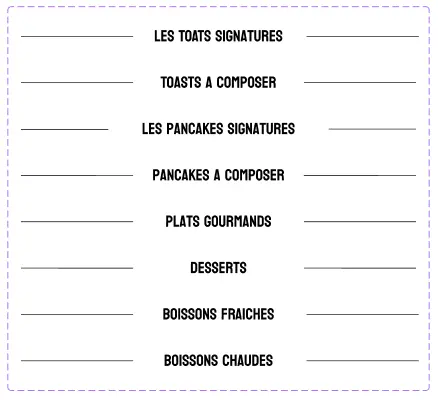 LES TOATS SIGNATURES
TOASTS A COMPOSER
LES PANCAKES SIGNATURES
PANCAKES A COMPOSER
PLATS GOURMANDS
DESSERTS
BOISSONS FRAICHES
BOISSONS CHAUDES